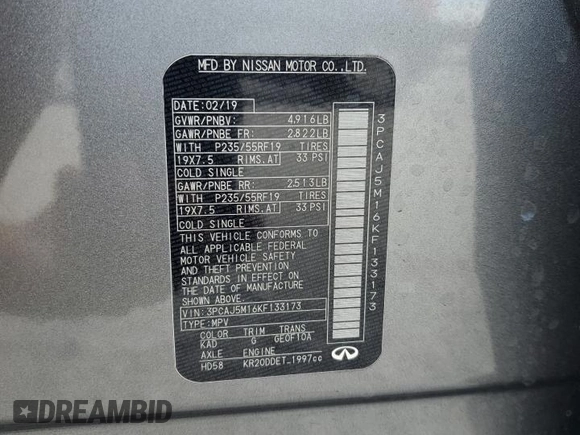 MFD BY NISSAN MOTOR CO.,LTD.
DATE: 02/19
GVWR/PNBV: 4,916LB
GAWR/PNBE FR: 2,822LB
WITH P235/55RF19 TIRES
19X7.5 RIMS.AT 33 PSI
COLD SINGLE
GAWR/PNBE RR: 2513LB
WITH P235/55RF19 TIRES
19X7.5 RIMS.AT 33 PSI
COLD SINGLE
THIS VEHICLE CONFORMS TO
ALL APPLICABLE FEDERAL
MOTOR VEHICLE SAFETY
AND THEFT PREVENTION
STANDARDS IN EFFECT ON
THE DATE OF MANUFACTURE
SHOWN ABOVE.
VIN: 3PCAJ5M16KF133173
TYPE: MPV
COLOR TRIM TRANS
KAD G GE0F10A
AXLE ENGINE
HD58 KR20DDET 1997cc
3PCAJ5M16KF133173
INFINITI
DREAMBID